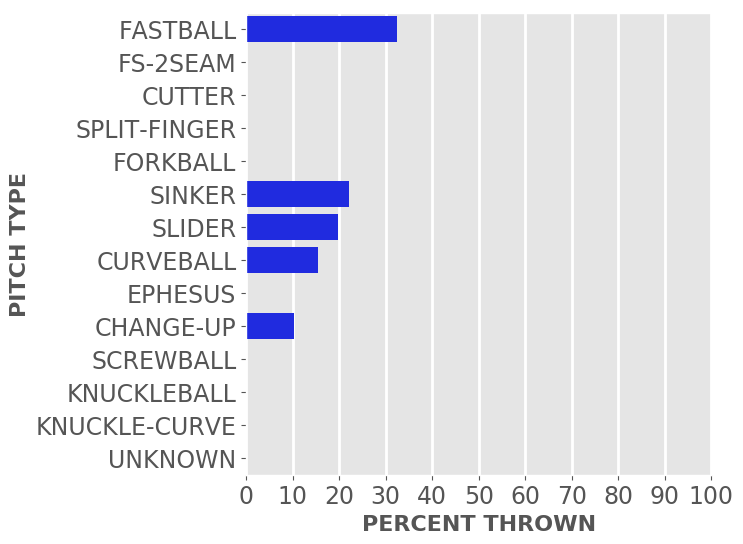 PITCH TYPE
FASTBALL
FS-2SEAM
CUTTER
SPLIT-FINGER
FORKBALL
SINKER
SLIDER
CURVEBALL
EPHESUS
CHANGE-UP
SCREWBALL
KNUCKLEBALL
KNUCKLE-CURVE
UNKNOWN
0 10 20 30 40 50 60 70 80 90 100
PERCENT THROWN